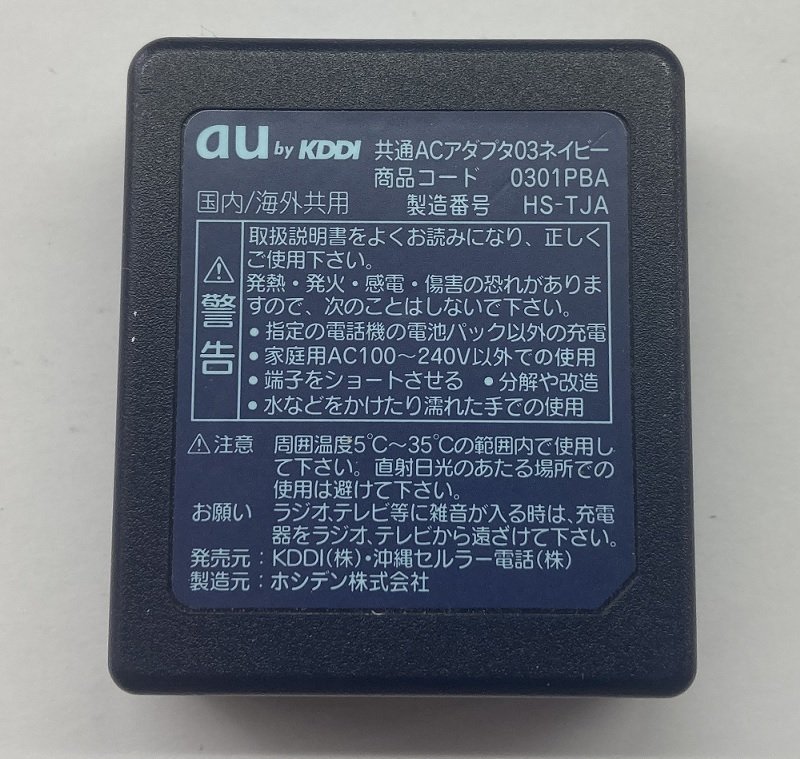 au by KDDI 共通ACアダプタ03ネイビー
商品コード 0301PBA
国内/海外共用 製造番号 HS-TJA
⚠警告
取扱説明書をよくお読みになり、正しく
ご使用下さい。
発熱・発火・感電・傷害の恐れがありま
すので、次のことはしないで下さい。
•指定の電話機の電池パック以外の充電
•家庭用AC100～240V以外での使用
•端子をショートさせる •分解や改造
•水などをかけたり濡れた手での使用
⚠注意 周囲温度5℃～35℃の範囲内で使用し
て下さい。直射日光のあたる場所での
使用は避けて下さい。
お願い ラジオ、テレビ等に雑音が入る時は、充電
器をラジオ、テレビから遠ざけて下さい。
発売元：KDDI(株)・沖縄セルラー電話(株)
製造元：ホシデン株式会社